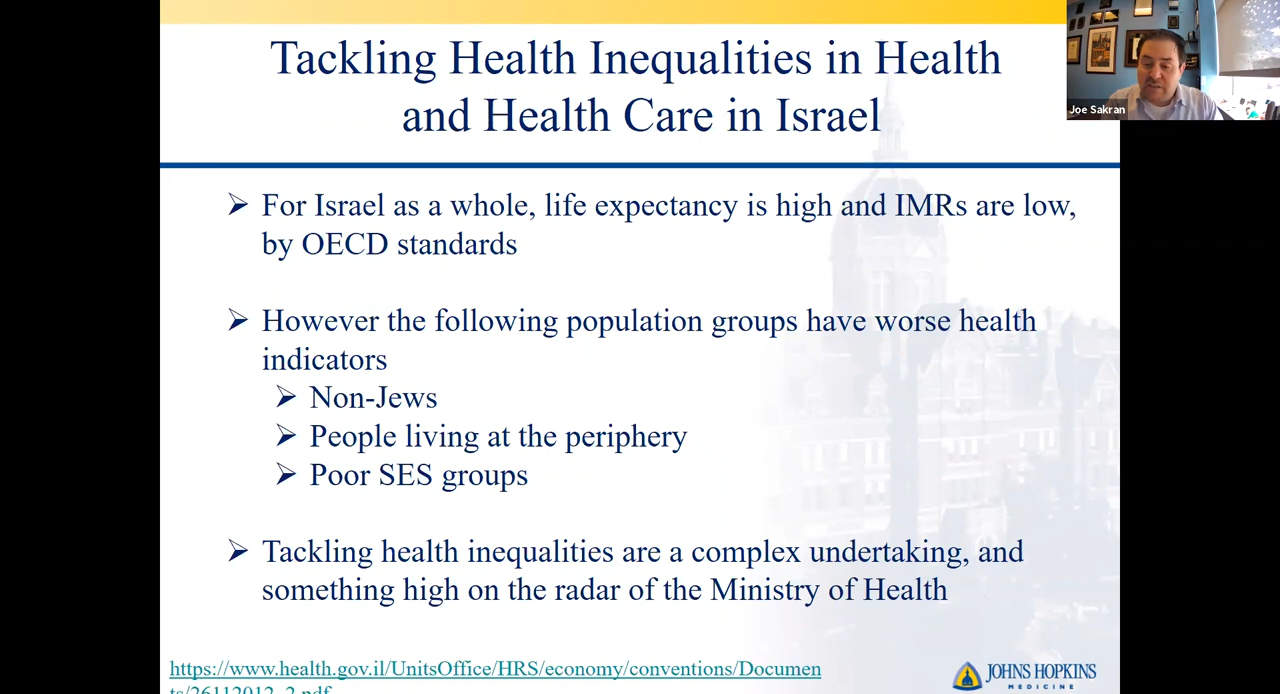 Tackling Health Inequalities in Health
and Health Care in Israel
Joe Sakran
➢ For Israel as a whole, life expectancy is high and IMRs are low,
by OECD standards
➢ However the following population groups have worse health
indicators
➢ Non-Jews
➢ People living at the periphery
➢ Poor SES groups
➢ Tackling health inequalities are a complex undertaking, and
something high on the radar of the Ministry of Health
https://www.health.gov.il/UnitsOffice/HRS/economy/conventions/Documen
ts/26112012_2.pdf
JOHNS HOPKINS
MEDICINE